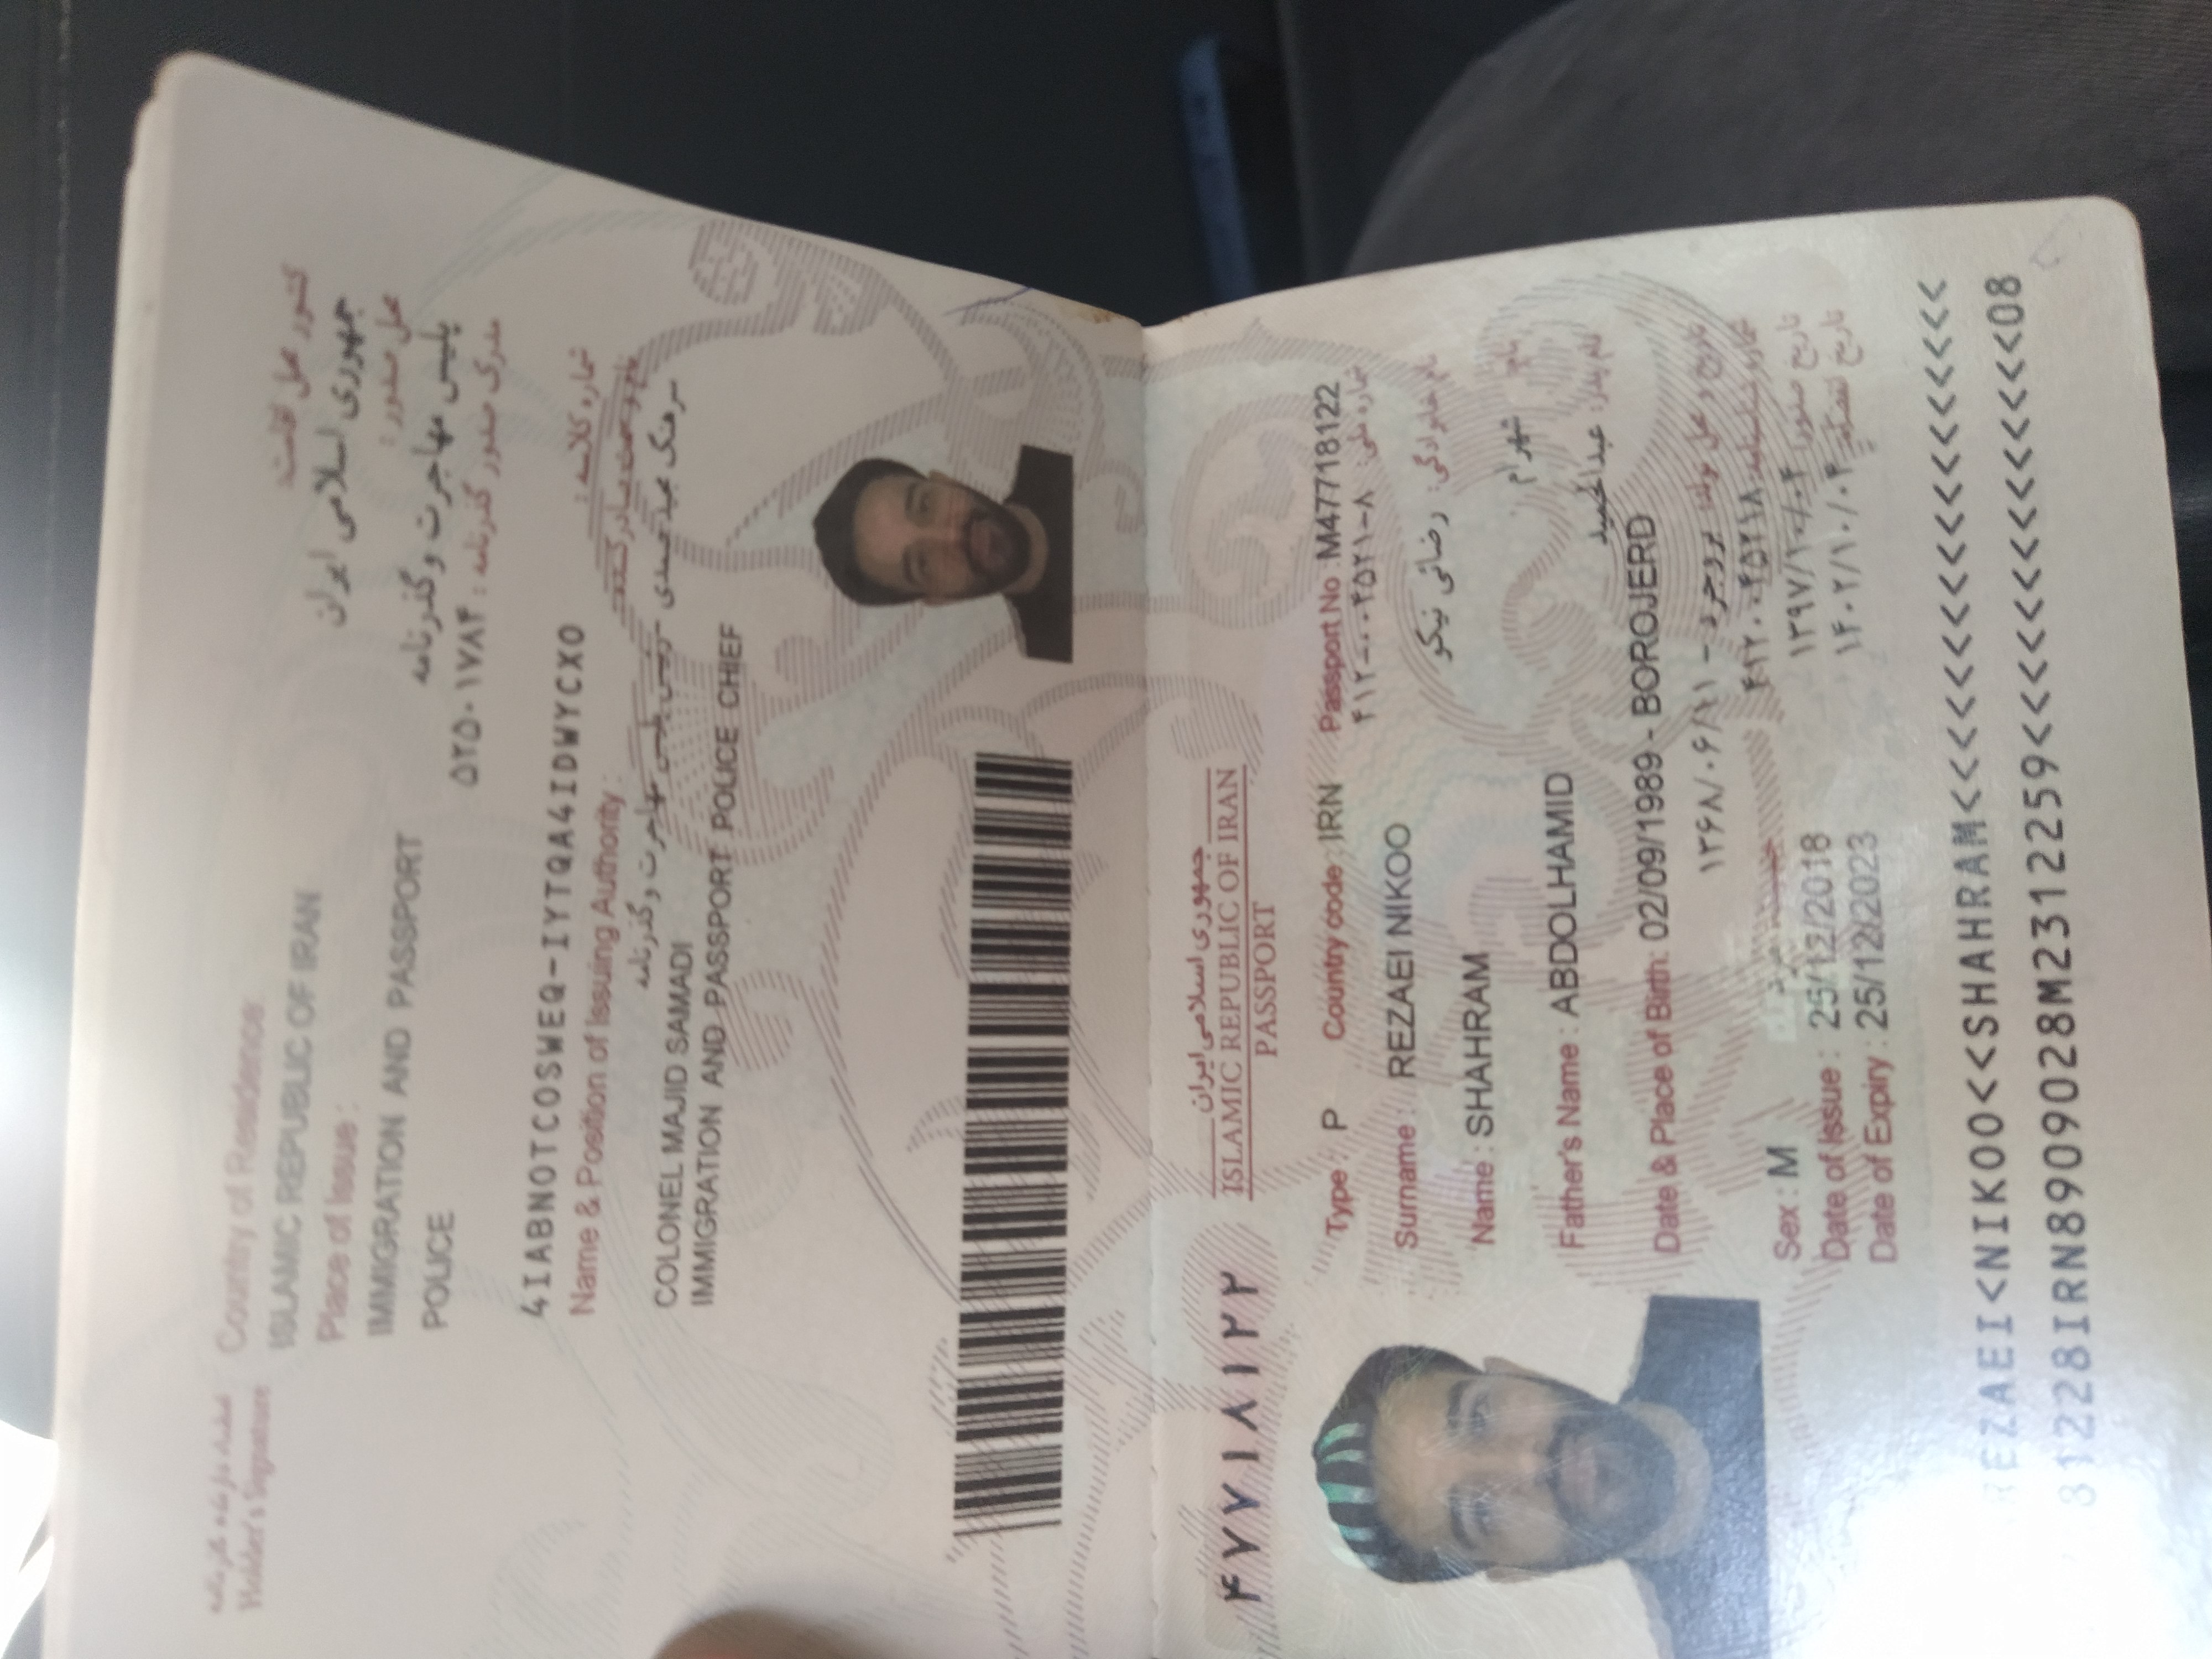 امضاء دارنده گذرنامه
Holder's Signature
Country of Residence:
کشور محل اقامت:
ISLAMIC REPUBLIC OF IRAN
جمهوری اسلامی ایران
Place of Issue :
محل صدور :
IMMIGRATION AND PASSPORT
POLICE
پلیس مهاجرت وگذرنامه
مدرک صدور گذرنامه : ۵۲۵۰۱۷۸۴
4IABNOTCOSWEQ-IYTQA4IDWYCXO
شماره کلاسه :
Name & Position of Issuing Authority :
نام و سمت صادرکننده :
سرهنگ مجید صمدی - رئیس پلیس مهاجرت وگذرنامه
COLONEL MAJID SAMADI
IMMIGRATION AND PASSPORT POLICE CHIEF
۴۷۷۱۸۱۲۲
جمهوری اسلامی ایران
ISLAMIC REPUBLIC OF IRAN
PASSPORT
Type : P Country code : IRN Passport No M47718122
شماره ملی: ۴۱۲-۰۰۴۵۲۱-۸
Surname : REZAEI NIKOO
نام خانوادگی: رضائی نیکو
Name : SHAHRAM
نام: شهرام
Father's Name : ABDOLHAMID
نام پدر: عبدالحمید
Date & Place of Birth: 02/09/1989 - BOROJERD
تاریخ و محل تولد: بروجرد - ۱۳۶۸/۰۶/۱۱
شماره شناسنامه: ۴۱۲۰۰۴۵۲۱۸
Sex : M
جنسیت: مرد
Date of Issue : 25/12/2018
تاریخ صدور: ۱۳۹۷/۱۰/۰۴
Date of Expiry : 25/12/2023
تاریخ انقضاء: ۱۴۰۲/۱۰/۰۴
REZAEI<NIKOO<<SHAHRAM<<<<<<<<<<<<<<<<<<
81228IRN8909028M2312259<<<<<<<<<<<<<<08